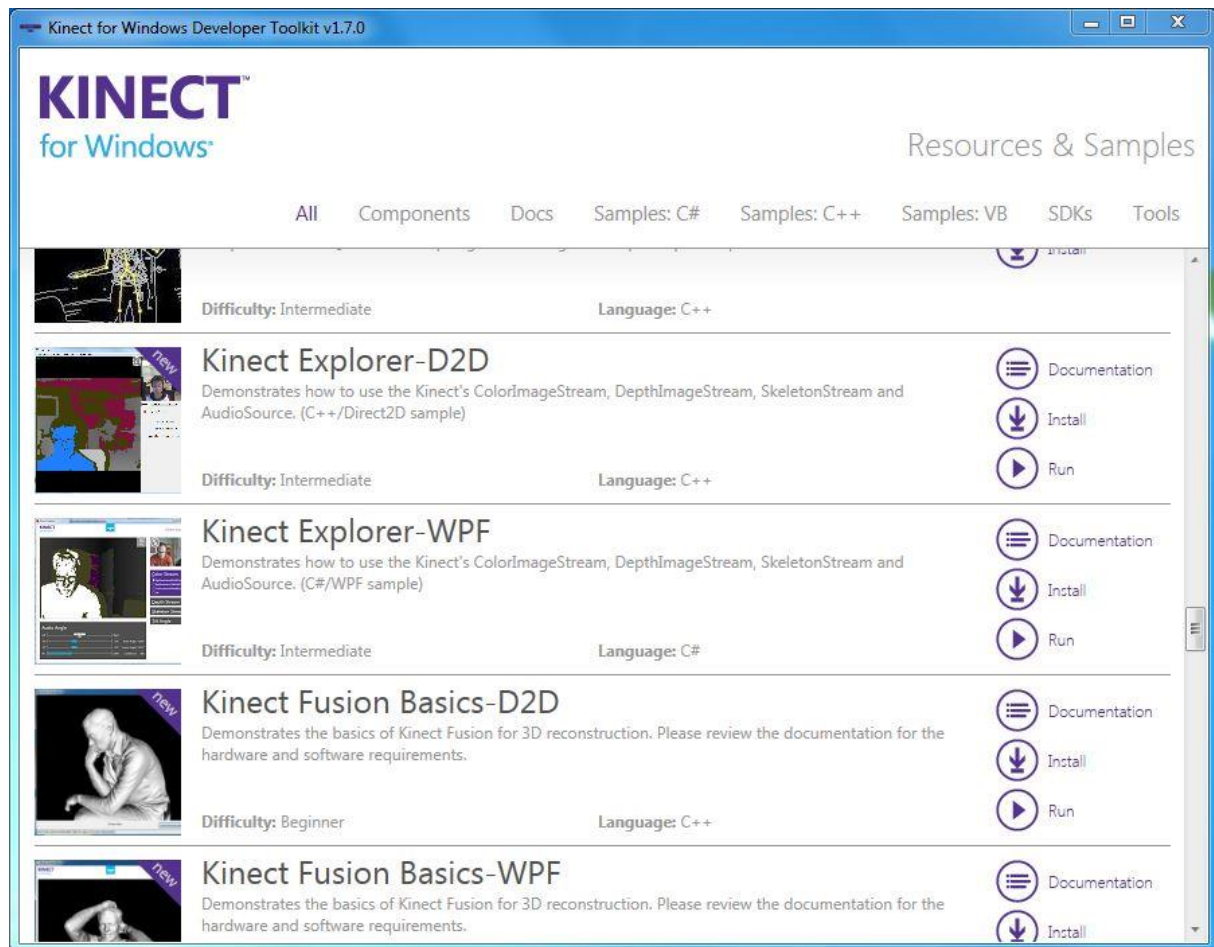 Kinect for Windows Developer Toolkit v1.7.0
KINECT™
for Windows®
Resources & Samples
All Components Docs Samples: C# Samples: C++ Samples: VB SDKs Tools
Install
Difficulty: Intermediate Language: C++
new
Kinect Explorer-D2D
Demonstrates how to use the Kinect's ColorImageStream, DepthImageStream, SkeletonStream and
AudioSource. (C++/Direct2D sample)
Difficulty: Intermediate Language: C++
Documentation
Install
Run
Kinect Explorer-WPF
Demonstrates how to use the Kinect's ColorImageStream, DepthImageStream, SkeletonStream and
AudioSource. (C#/WPF sample)
Difficulty: Intermediate Language: C#
Documentation
Install
Run
new
Kinect Fusion Basics-D2D
Demonstrates the basics of Kinect Fusion for 3D reconstruction. Please review the documentation for the
hardware and software requirements.
Difficulty: Beginner Language: C++
Documentation
Install
Run
new
Kinect Fusion Basics-WPF
Demonstrates the basics of Kinect Fusion for 3D reconstruction. Please review the documentation for the
hardware and software requirements.
Documentation
Install